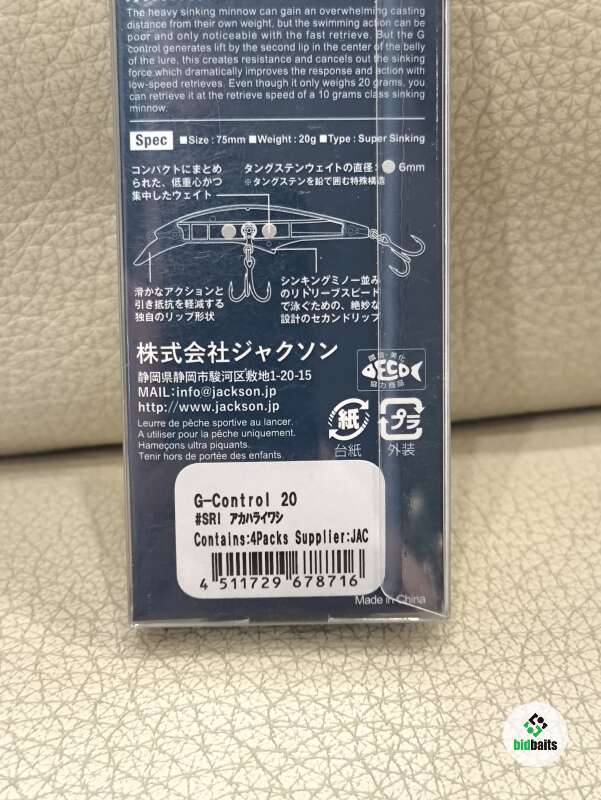 The heavy sinking minnow can gain an overwhelming casting
distance from their own weight, but the swimming action can be
poor and only noticeable with the fast retrieve. But the G
control generates lift by the second lip in the center of the belly
of the lure, this creates resistance and cancels out the sinking
force which dramatically improves the response and action with
low-speed retrieves. Even though it only weighs 20 grams, you
can retrieve it at the retrieve speed of a 10 grams class sinking
minnow.
Spec ■Size : 75mm ■Weight : 20g ■Type : Super Sinking
コンパクトにまとめ
られた、低重心かつ
集中したウェイト
タングステンウェイトの直径: 6mm
※タングステンを鉛で囲む特殊構造
滑かなアクションと
引き抵抗を軽減する
独自のリップ形状
シンキングミノー並み
のリトリーブスピード
で泳ぐための、絶妙な
設計のセカンドリップ
株式会社ジャクソン
静岡県静岡市駿河区敷地1-20-15
MAIL:info@jackson.jp
http://www.jackson.jp
環境・美化
ECO
協力商品
Leurre de pêche sportive au lancer.
A utiliser pour la pêche uniquement.
Hameçons ultra piquants.
Tenir hors de portée des enfants.
紙
台紙
プラ
外装
G-Control 20
#SRI アカハライワシ
Contains:4Packs Supplier:JAC
4 511729 678716
Made in China
bidbaits